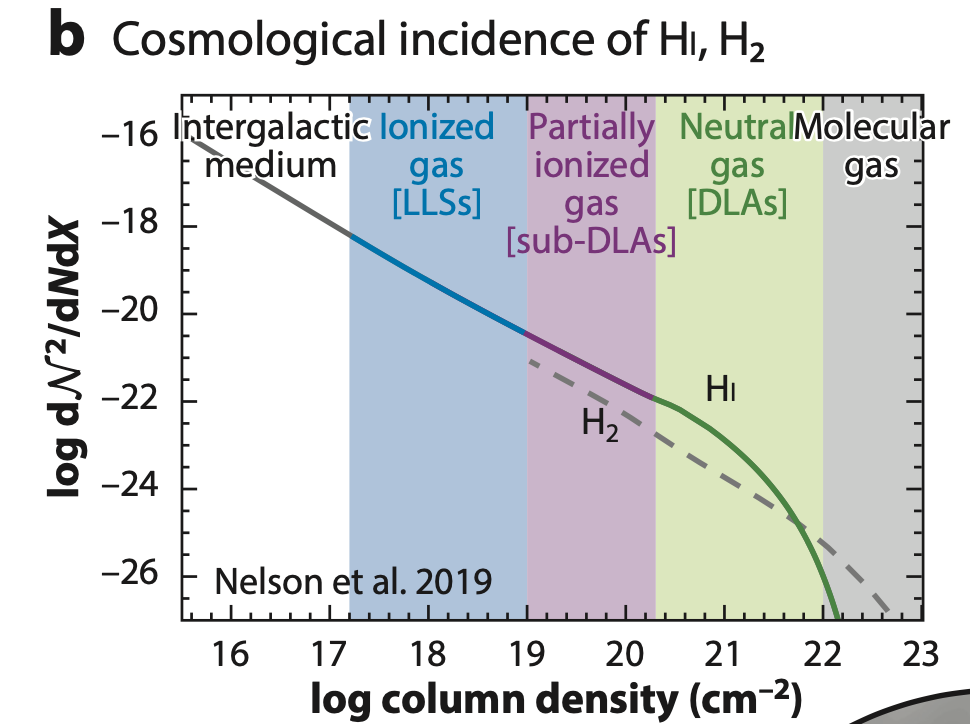 b Cosmological incidence of HI, H₂
Intergalactic
medium
Ionized
gas
[LLSs]
Partially
ionized
gas
[sub-DLAs]
Neutral
gas
[DLAs]
Molecular
gas
log d𝒩²/dNdX
−16
−18
−20
−22
−24
−26
HI
H₂
Nelson et al. 2019
16 17 18 19 20 21 22 23
log column density (cm⁻²)